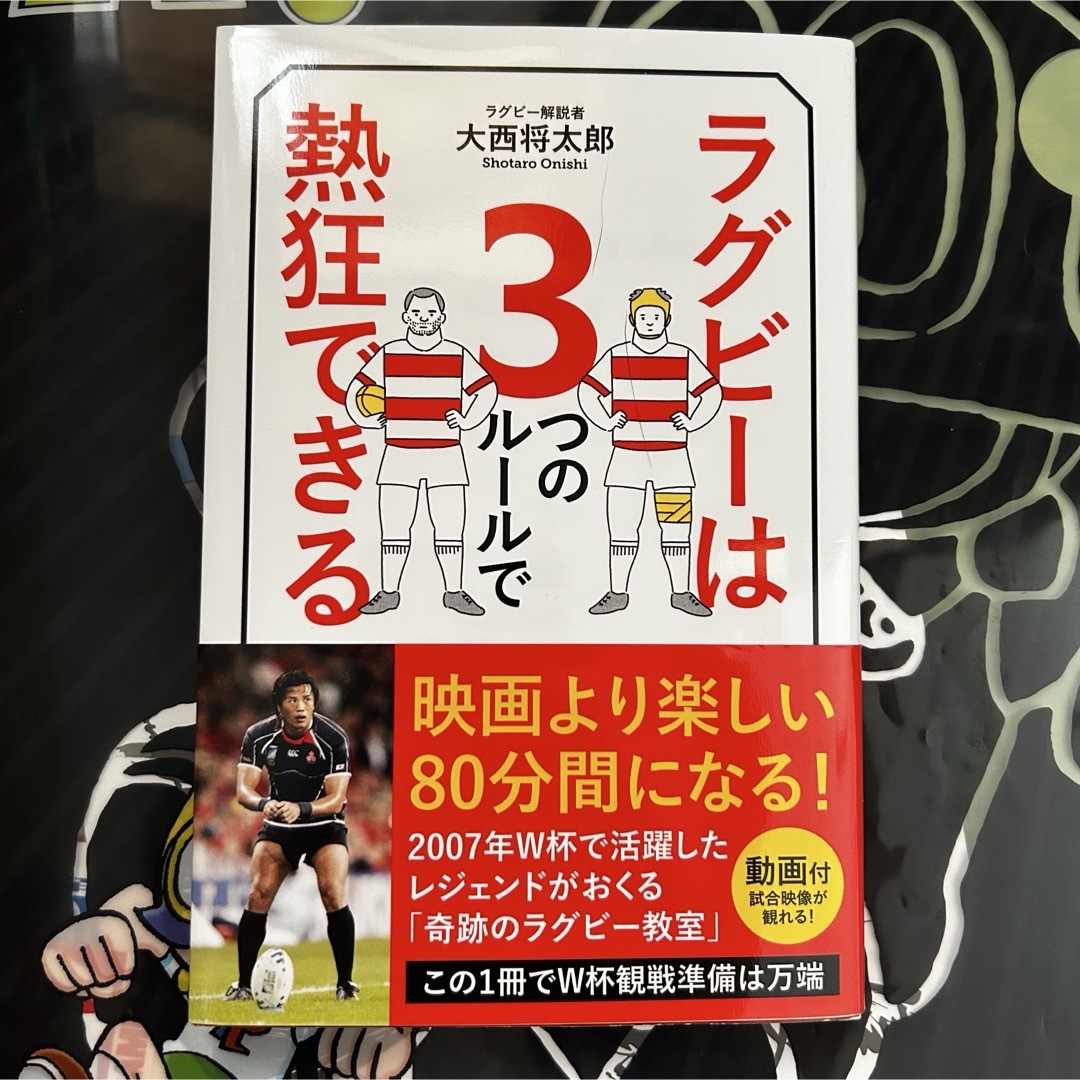 ラグビーは
ラグビー解説者
大西将太郎
Shotaro Onishi
3
つの
ルールで
熱狂できる
映画より楽しい
80分間になる!
2007年W杯で活躍した
レジェンドがおくる
「奇跡のラグビー教室」
動画付
試合映像が
観れる!
この1冊でW杯観戦準備は万端